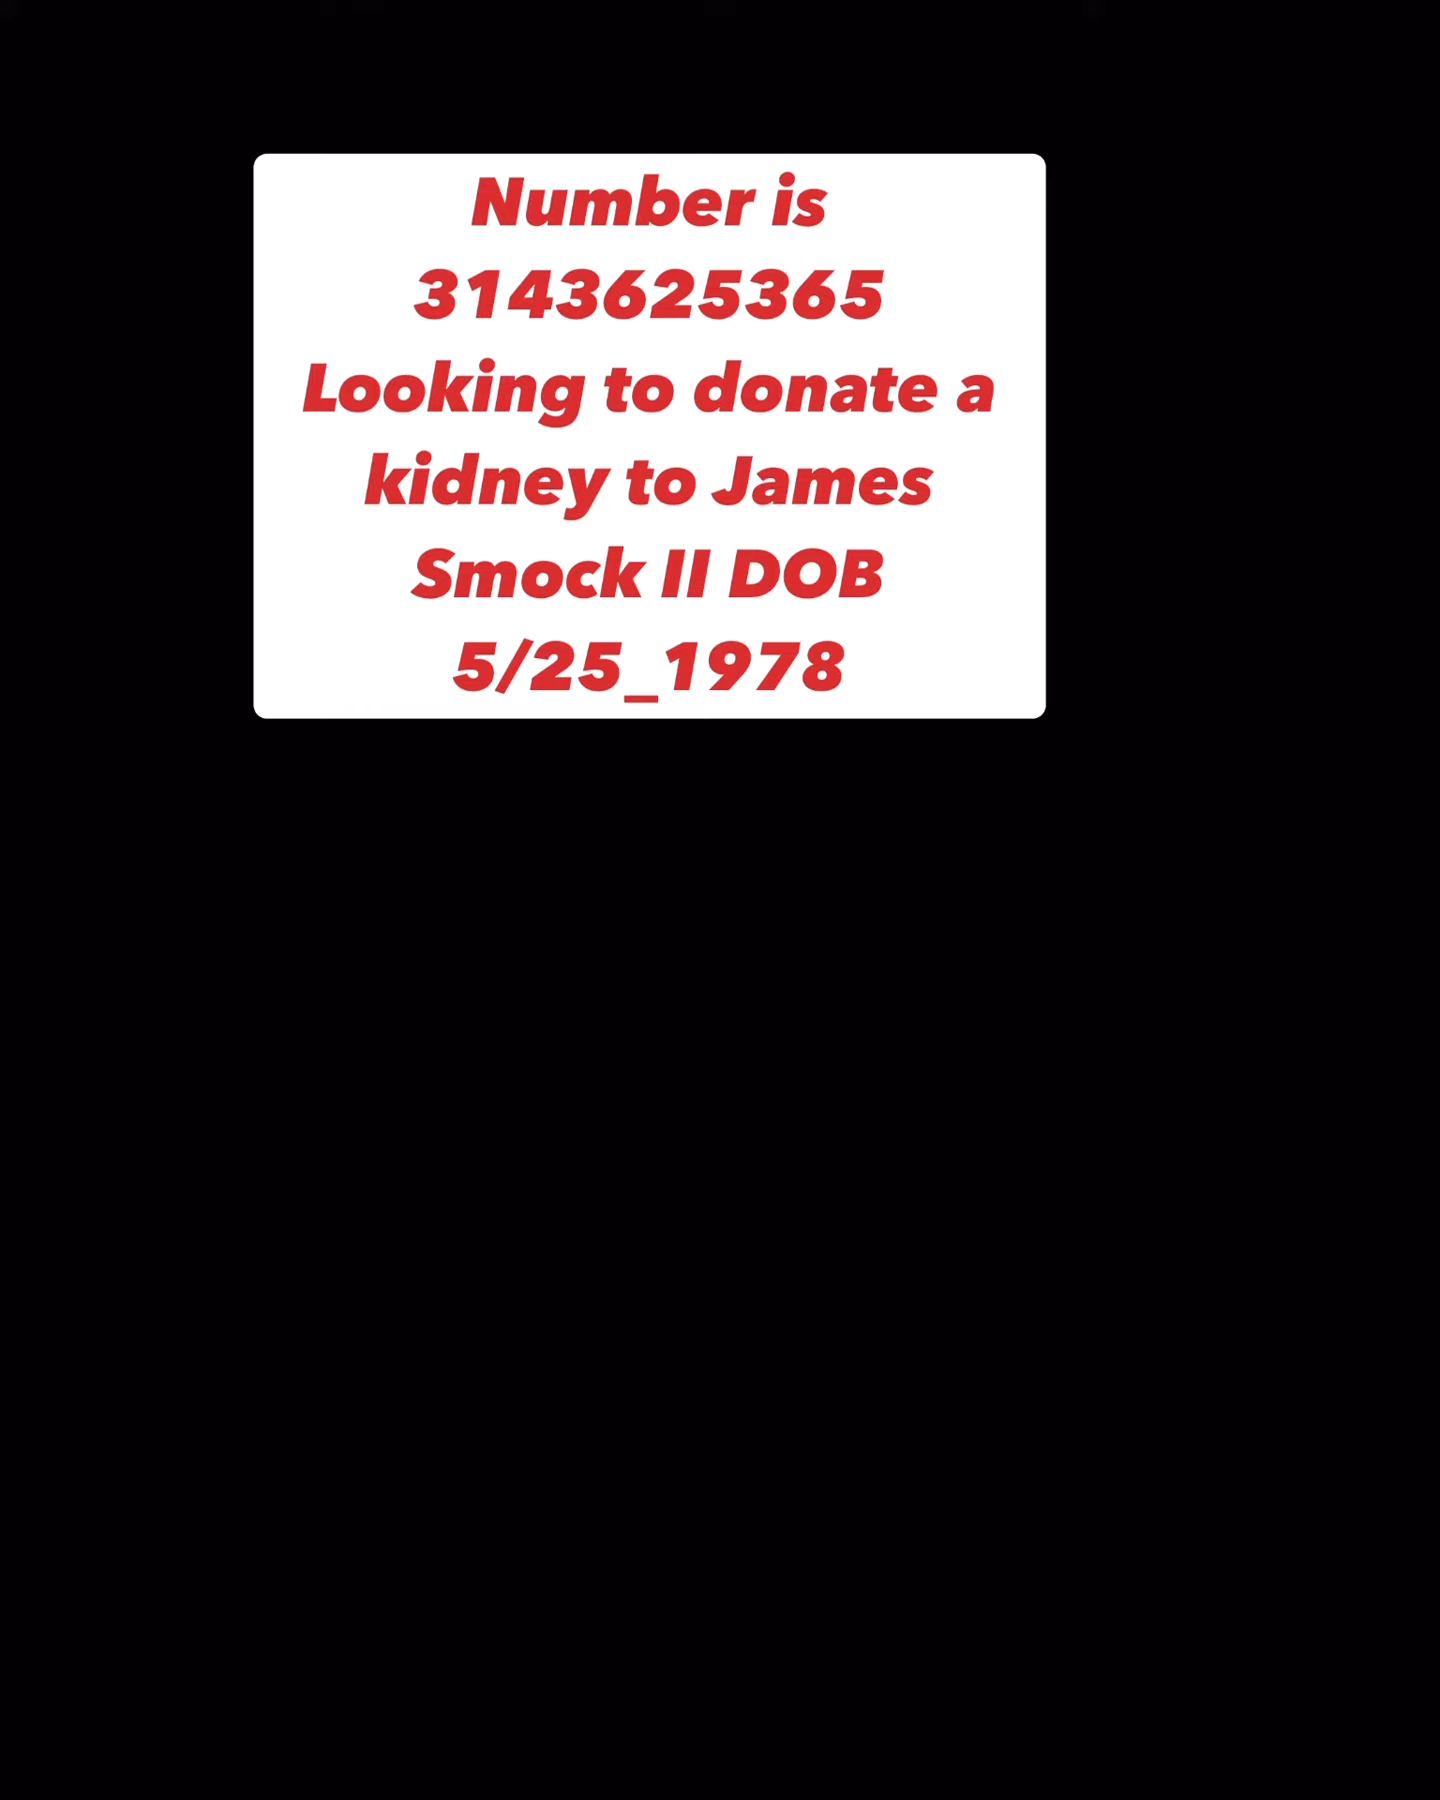 Number is
3143625365
Looking to donate a
kidney to James
Smock II DOB
5/25_1978